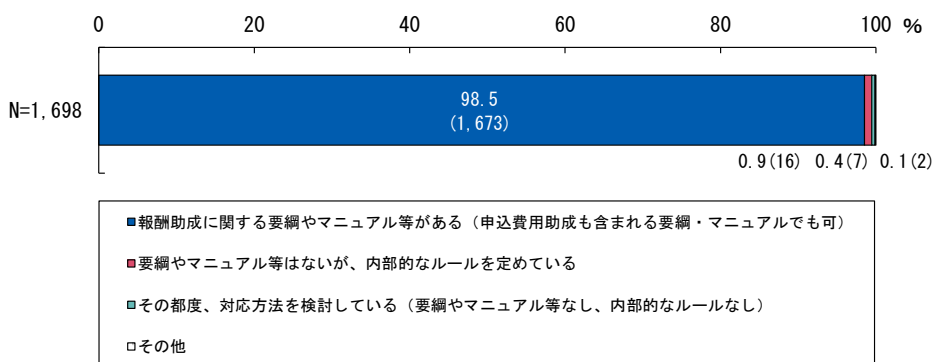 0 20 40 60 80 100 %
N=1,698
98.5
(1,673)
0.9(16) 0.4(7) 0.1(2)
■報酬助成に関する要綱やマニュアル等がある（申込費用助成も含まれる要綱・マニュアルでも可）
■要綱やマニュアル等はないが、内部的なルールを定めている
■その都度、対応方法を検討している（要綱やマニュアル等なし、内部的なルールなし）
□その他